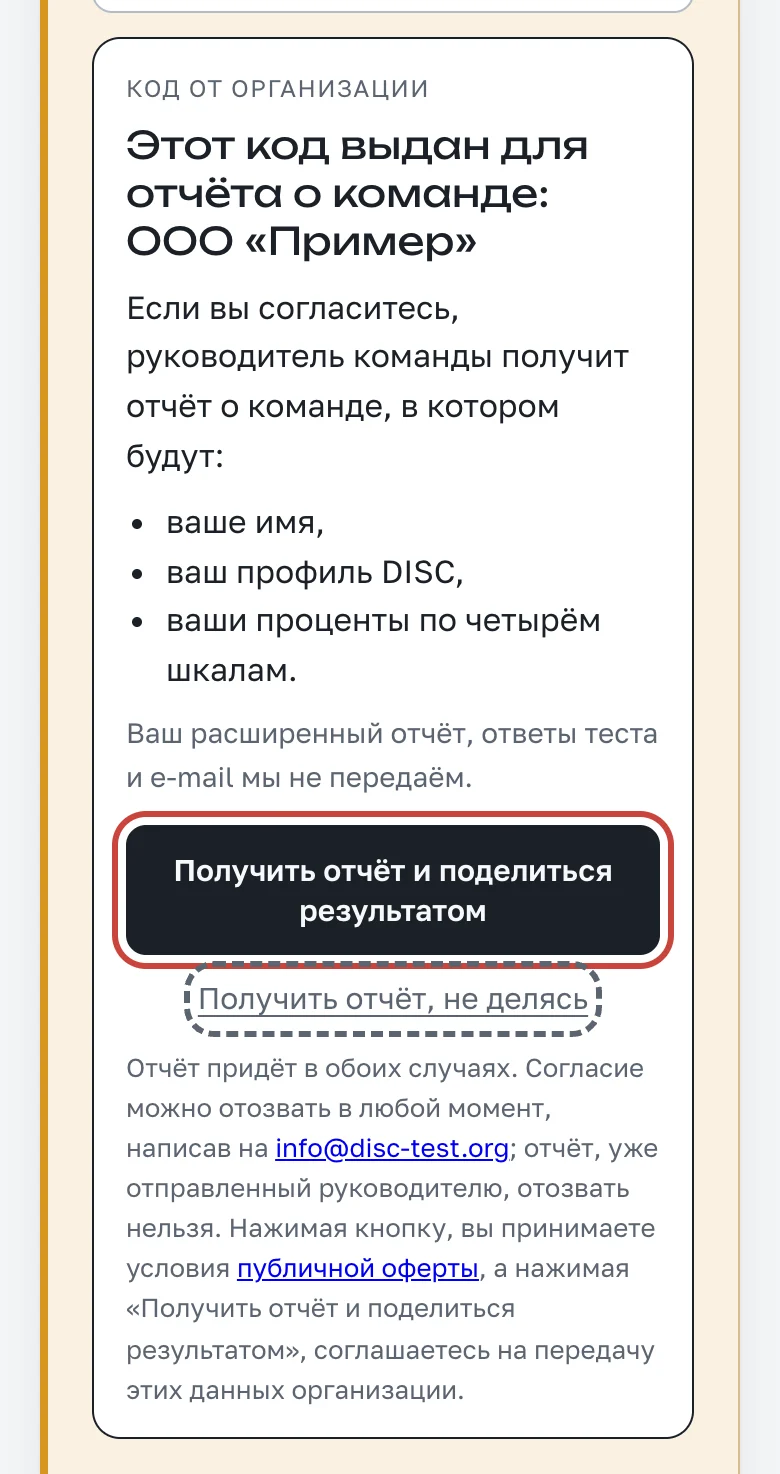 КОД ОТ ОРГАНИЗАЦИИ
Этот код выдан для
отчёта о команде:
ООО «Пример»
Если вы согласитесь,
руководитель команды получит
отчёт о команде, в котором
будут:
• ваше имя,
• ваш профиль DISC,
• ваши проценты по четырём
шкалам.
Ваш расширенный отчёт, ответы теста
и e-mail мы не передаём.
Получить отчёт и поделиться
результатом
Получить отчёт, не делясь
Отчёт придёт в обоих случаях. Согласие
можно отозвать в любой момент,
написав на info@disc-test.org; отчёт, уже
отправленный руководителю, отозвать
нельзя. Нажимая кнопку, вы принимаете
условия публичной оферты, а нажимая
«Получить отчёт и поделиться
результатом», соглашаетесь на передачу
этих данных организации.